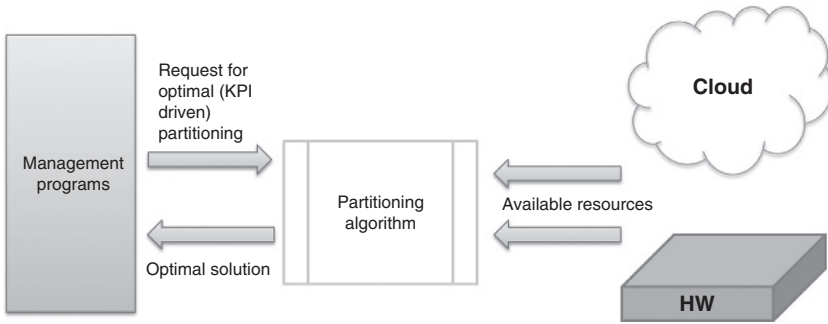 Management
programs
Request for
optimal (KPI
driven)
partitioning
Optimal solution
Partitioning
algorithm
Available resources
Cloud
HW